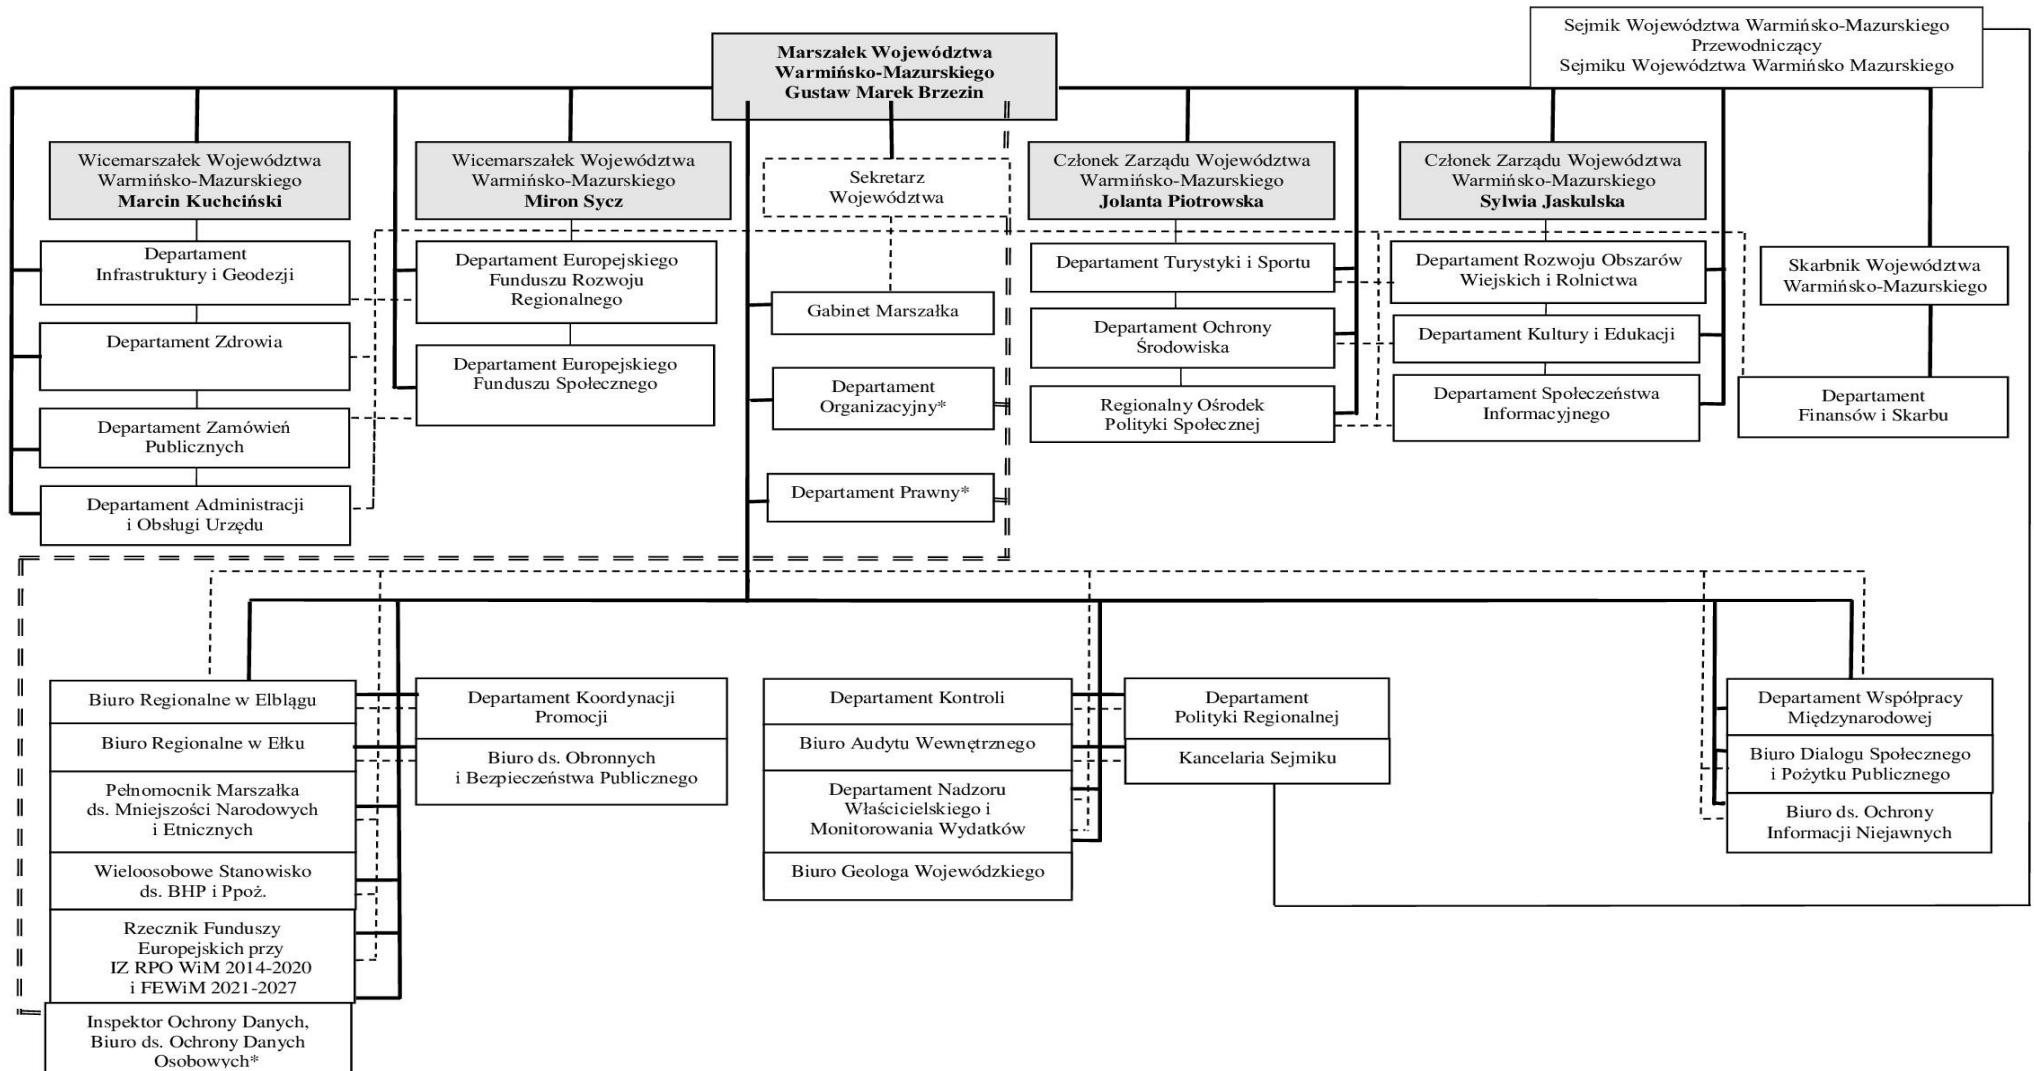 Sejmik Województwa Warmińsko-Mazurskiego
Przewodniczący
Sejmiku Województwa Warmińsko Mazurskiego
Marszałek Województwa
Warmińsko-Mazurskiego
Gustaw Marek Brzezin
Wicemarszałek Województwa
Warmińsko-Mazurskiego
Marcin Kuchciński
Wicemarszałek Województwa
Warmińsko-Mazurskiego
Miron Sycz
Sekretarz
Województwa
Członek Zarządu Województwa
Warmińsko-Mazurskiego
Jolanta Piotrowska
Członek Zarządu Województwa
Warmińsko-Mazurskiego
Sylwia Jaskulska
Departament
Infrastruktury i Geodezji
Departament Zdrowia
Departament Zamówień
Publicznych
Departament Administracji
i Obsługi Urzędu
Departament Europejskiego
Funduszu Rozwoju
Regionalnego
Departament Europejskiego
Funduszu Społecznego
Gabinet Marszałka
Departament
Organizacyjny*
Departament Prawny*
Departament Turystyki i Sportu
Departament Ochrony
Środowiska
Regionalny Ośrodek
Polityki Społecznej
Departament Rozwoju Obszarów
Wiejskich i Rolnictwa
Departament Kultury i Edukacji
Departament Społeczeństwa
Informacyjnego
Skarbnik Województwa
Warmińsko-Mazurskiego
Departament
Finansów i Skarbu
Biuro Regionalne w Elblągu
Biuro Regionalne w Ełku
Pełnomocnik Marszałka
ds. Mniejszości Narodowych
i Etnicznych
Wieloosobowe Stanowisko
ds. BHP i Ppoż.
Rzecznik Funduszy
Europejskich przy
IZ RPO WiM 2014-2020
i FEWiM 2021-2027
Inspektor Ochrony Danych,
Biuro ds. Ochrony Danych
Osobowych*
Departament Koordynacji
Promocji
Biuro ds. Obronnych
i Bezpieczeństwa Publicznego
Departament Kontroli
Biuro Audytu Wewnętrznego
Departament Nadzoru
Właścicielskiego i
Monitorowania Wydatków
Biuro Geologa Wojewódzkiego
Departament
Polityki Regionalnej
Kancelaria Sejmiku
Departament Współpracy
Międzynarodowej
Biuro Dialogu Społecznego
i Pożytku Publicznego
Biuro ds. Ochrony
Informacji Niejawnych